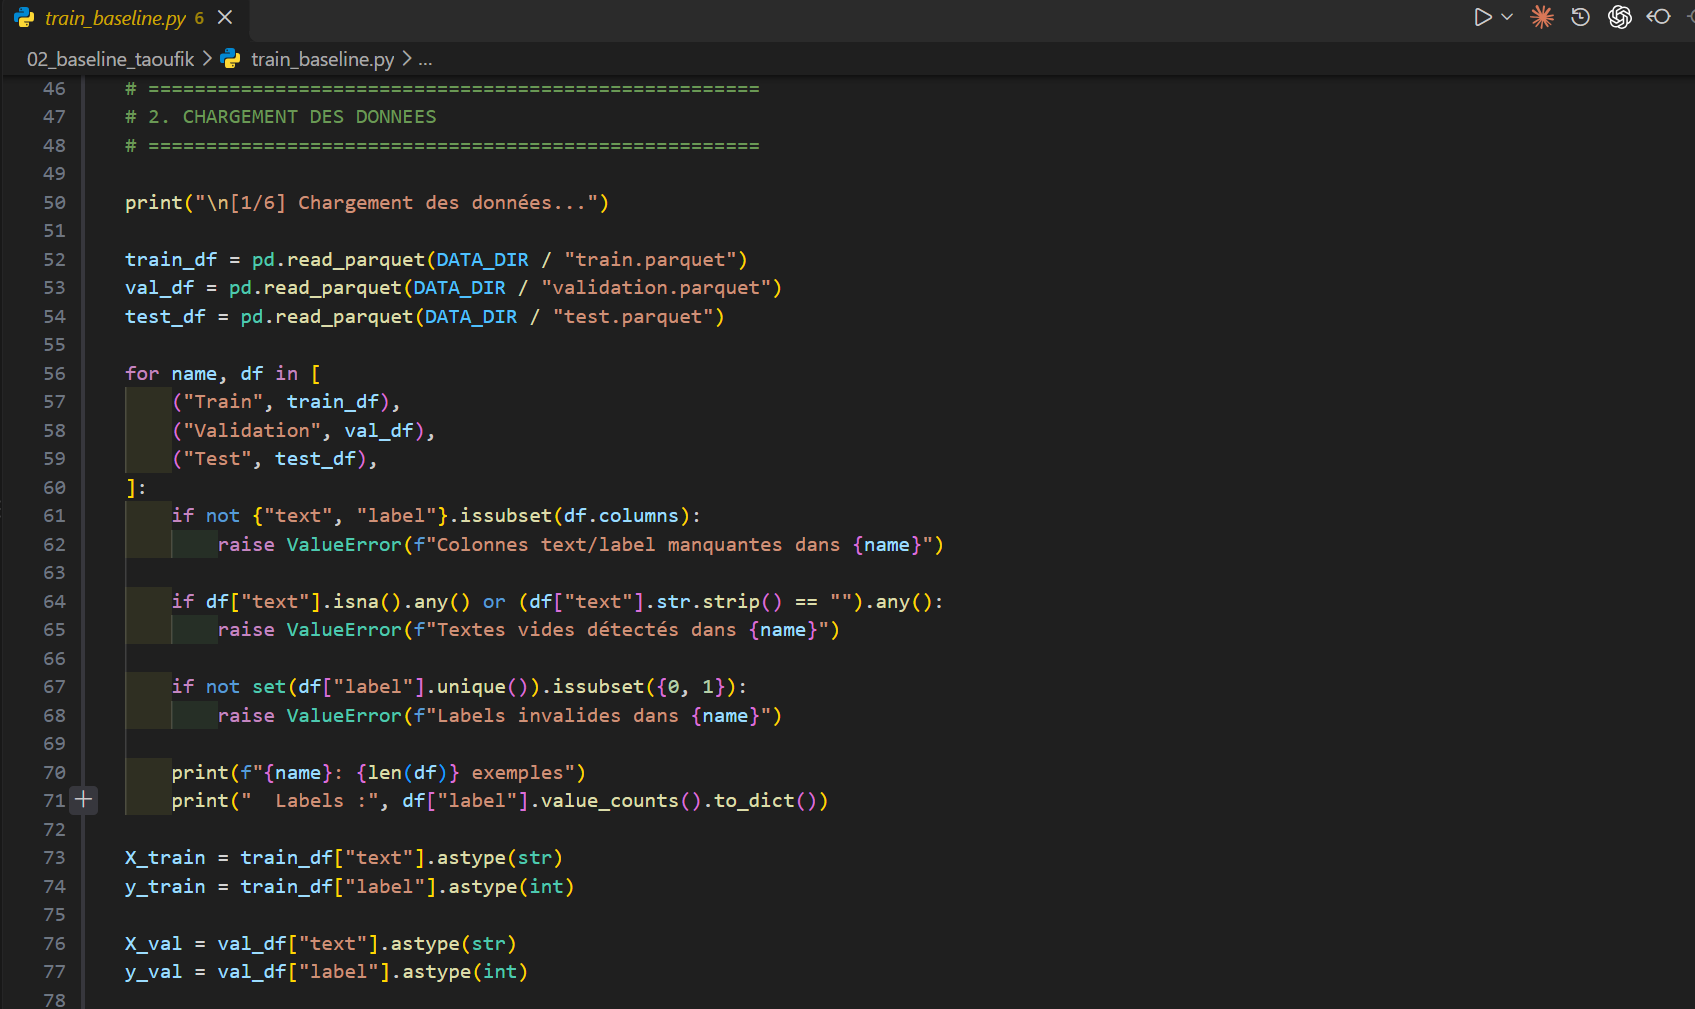 train_baseline.py 6
02_baseline_taoufik > train_baseline.py > ...
46 # =====================================================
47 # 2. CHARGEMENT DES DONNEES
48 # =====================================================
49
50 print("\n[1/6] Chargement des données...")
51
52 train_df = pd.read_parquet(DATA_DIR / "train.parquet")
53 val_df = pd.read_parquet(DATA_DIR / "validation.parquet")
54 test_df = pd.read_parquet(DATA_DIR / "test.parquet")
55
56 for name, df in [
57     ("Train", train_df),
58     ("Validation", val_df),
59     ("Test", test_df),
60 ]:
61     if not {"text", "label"}.issubset(df.columns):
62         raise ValueError(f"Colonnes text/label manquantes dans {name}")
63
64     if df["text"].isna().any() or (df["text"].str.strip() == "").any():
65         raise ValueError(f"Textes vides détectés dans {name}")
66
67     if not set(df["label"].unique()).issubset({0, 1}):
68         raise ValueError(f"Labels invalides dans {name}")
69
70     print(f"{name}: {len(df)} exemples")
71     print("  Labels :", df["label"].value_counts().to_dict())
72
73 X_train = train_df["text"].astype(str)
74 y_train = train_df["label"].astype(int)
75
76 X_val = val_df["text"].astype(str)
77 y_val = val_df["label"].astype(int)
78